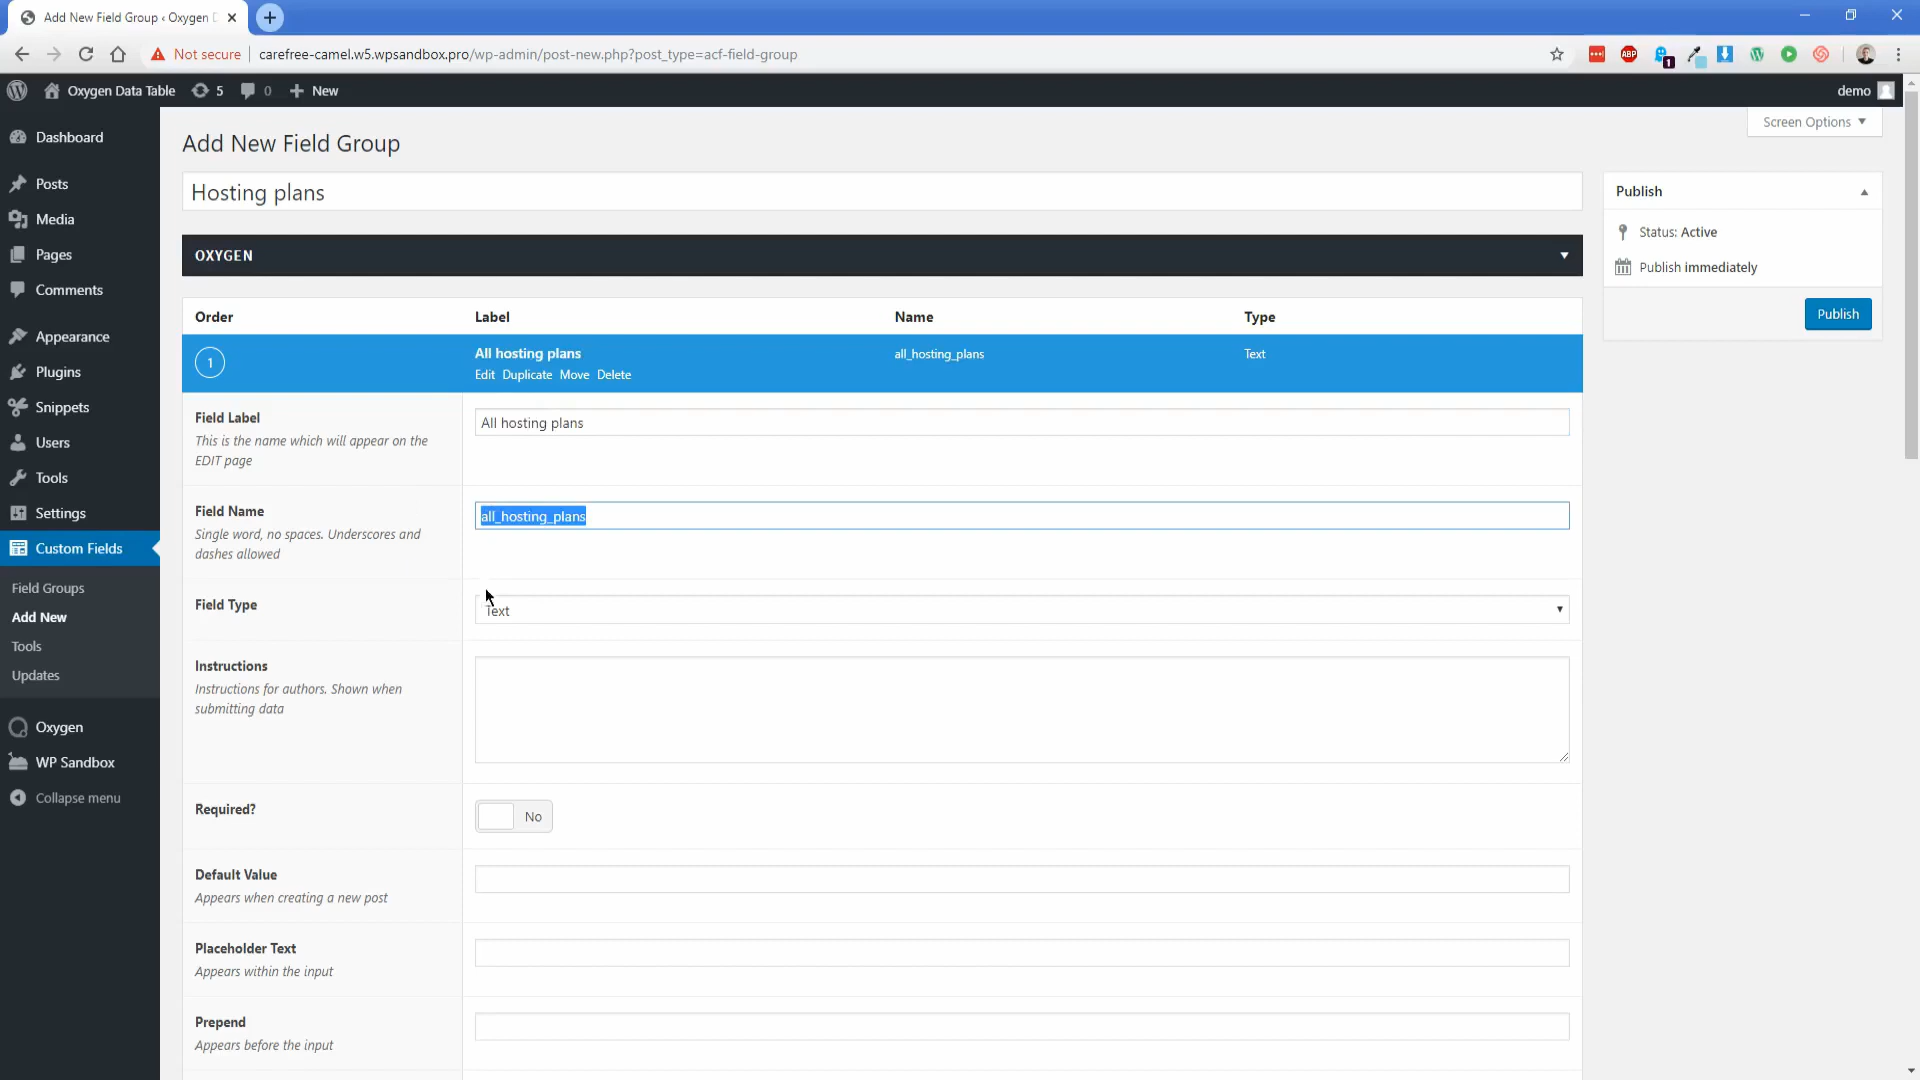 Add New Field Group ‹ Oxygen D
Not secure
carefree-camel.w5.wpsandbox.pro/wp-admin/post-new.php?post_type=acf-field-group
ABP
1
Oxygen Data Table
5
0
New
demo
Screen Options
Dashboard
Posts
Media
Pages
Comments
Appearance
Plugins
Snippets
Users
Tools
Settings
Custom Fields
Field Groups
Add New
Tools
Updates
Oxygen
WP Sandbox
Collapse menu
Add New Field Group
Hosting plans
OXYGEN
Order Label Name Type
1
All hosting plans all_hosting_plans Text
Edit Duplicate Move Delete
Field Label
This is the name which will appear on the
EDIT page
All hosting plans
Field Name
Single word, no spaces. Underscores and
dashes allowed
all_hosting_plans
Field Type
Text
Instructions
Instructions for authors. Shown when
submitting data
Required?
No
Default Value
Appears when creating a new post
Placeholder Text
Appears within the input
Prepend
Appears before the input
Publish
Status: Active
Publish immediately
Publish